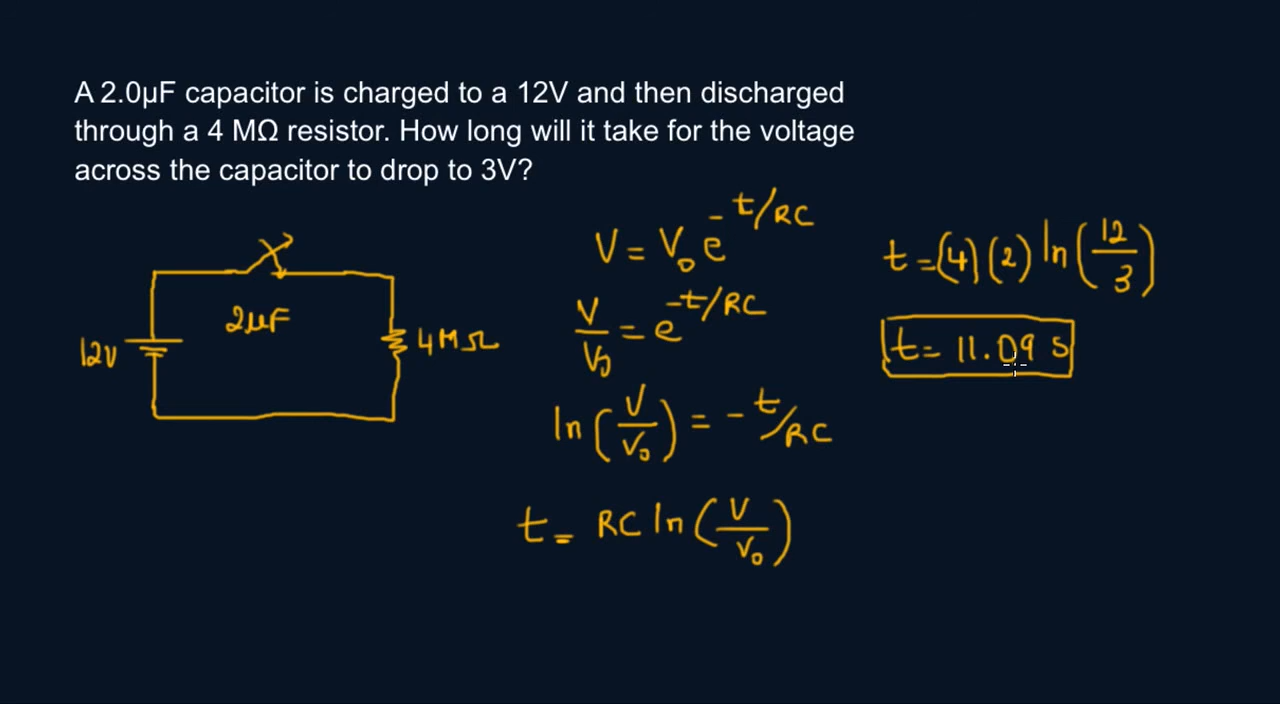 A 2.0μF capacitor is charged to a 12V and then discharged
through a 4 MΩ resistor. How long will it take for the voltage
across the capacitor to drop to 3V?
12V
2μF
4MΩ
V = V₀ e^(-t/RC)
V/V₀ = e^(-t/RC)
ln(V/V₀) = -t/RC
t = RC ln(V/V₀)
t = (4)(2) ln(12/3)
t = 11.09 s